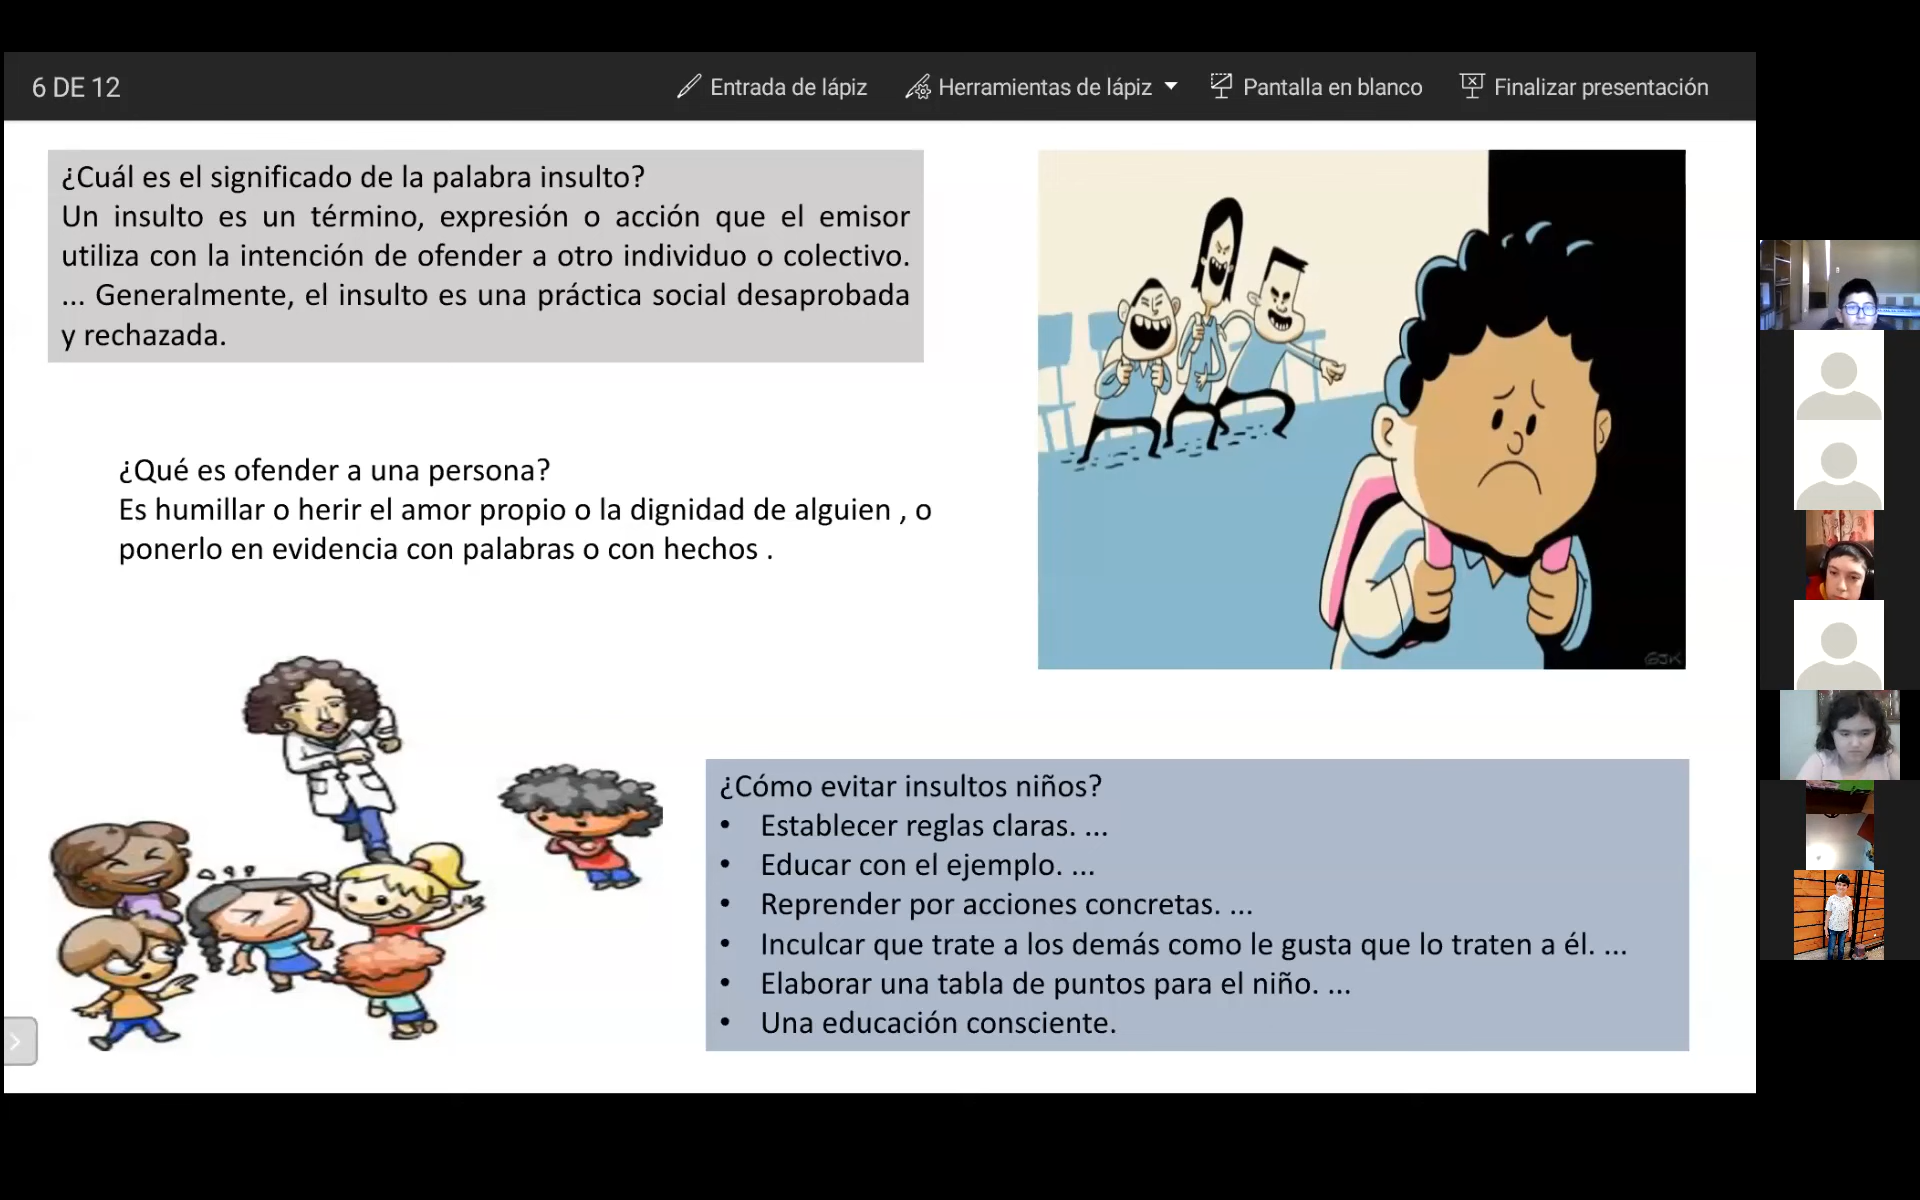 6 DE 12
Entrada de lápiz
Herramientas de lápiz
Pantalla en blanco
Finalizar presentación
¿Cuál es el significado de la palabra insulto?
Un insulto es un término, expresión o acción que el emisor
utiliza con la intención de ofender a otro individuo o colectivo.
... Generalmente, el insulto es una práctica social desaprobada
y rechazada.
¿Qué es ofender a una persona?
Es humillar o herir el amor propio o la dignidad de alguien , o
ponerlo en evidencia con palabras o con hechos .
GJK
¿Cómo evitar insultos niños?
• Establecer reglas claras. ...
• Educar con el ejemplo. ...
• Reprender por acciones concretas. ...
• Inculcar que trate a los demás como le gusta que lo traten a él. ...
• Elaborar una tabla de puntos para el niño. ...
• Una educación consciente.